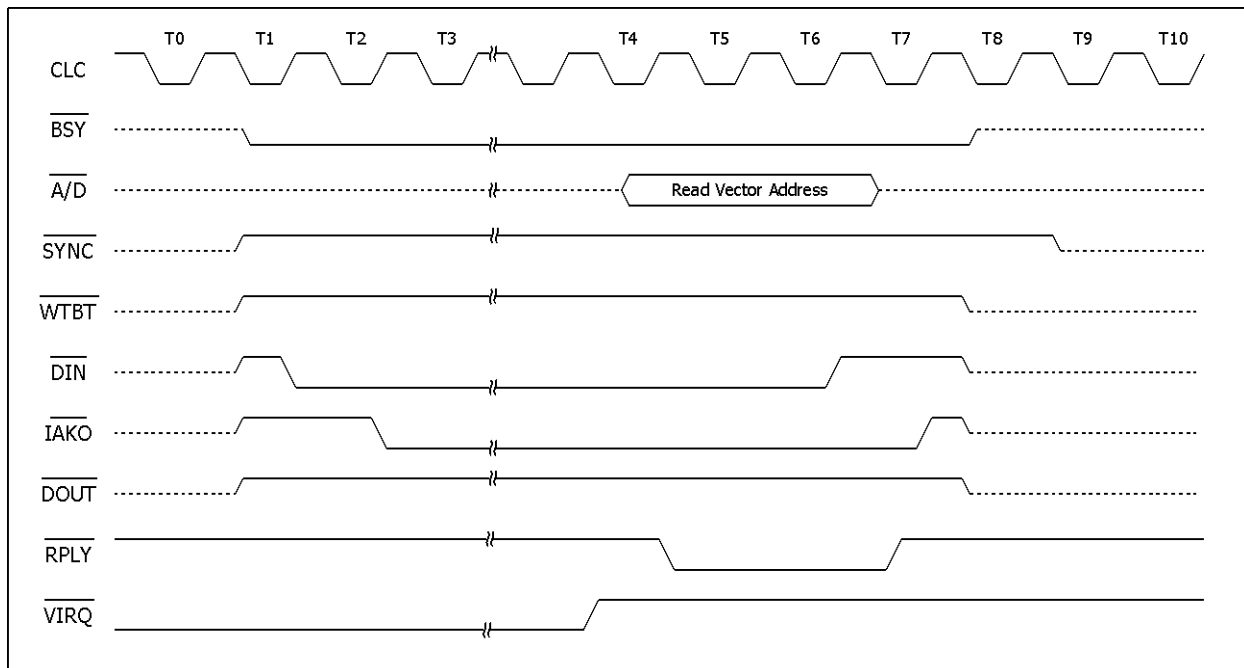 T0 T1 T2 T3 T4 T5 T6 T7 T8 T9 T10
CLC
BSY
A/D
Read Vector Address
SYNC
WTBT
DIN
IAKO
DOUT
RPLY
VIRQ